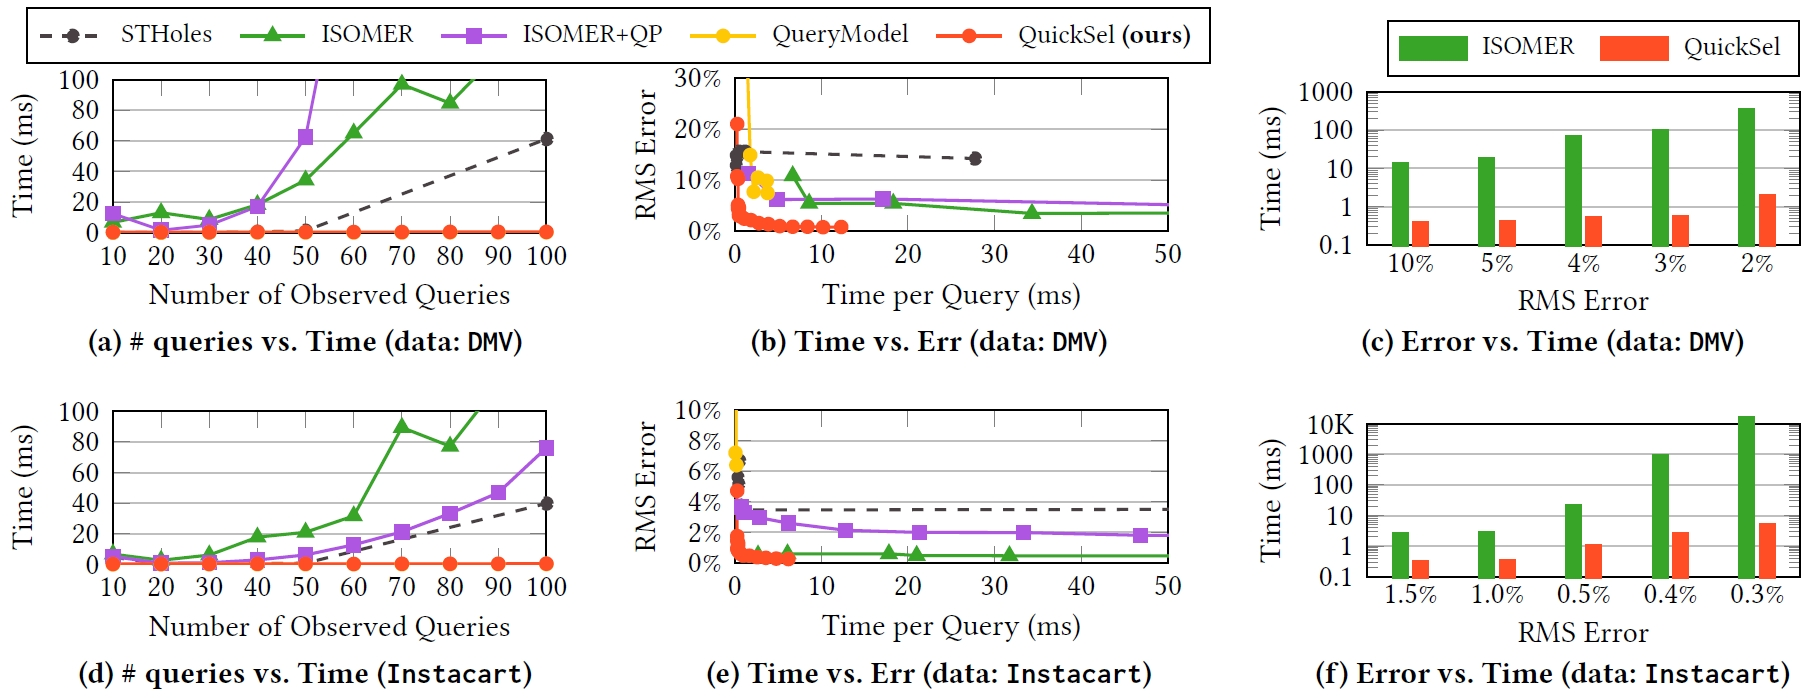 STHoles ISOMER ISOMER+QP QueryModel QuickSel (ours)
ISOMER QuickSel
Time (ms)
100
80
60
40
20
0
10 20 30 40 50 60 70 80 90 100
Number of Observed Queries
(a) # queries vs. Time (data: DMV)
RMS Error
30%
20%
10%
0%
0 10 20 30 40 50
Time per Query (ms)
(b) Time vs. Err (data: DMV)
Time (ms)
1000
100
10
1
0.1
10% 5% 4% 3% 2%
RMS Error
(c) Error vs. Time (data: DMV)
Time (ms)
100
80
60
40
20
0
10 20 30 40 50 60 70 80 90 100
Number of Observed Queries
(d) # queries vs. Time (Instacart)
RMS Error
10%
8%
6%
4%
2%
0%
0 10 20 30 40 50
Time per Query (ms)
(e) Time vs. Err (data: Instacart)
Time (ms)
10K
1000
100
10
1
0.1
1.5% 1.0% 0.5% 0.4% 0.3%
RMS Error
(f) Error vs. Time (data: Instacart)